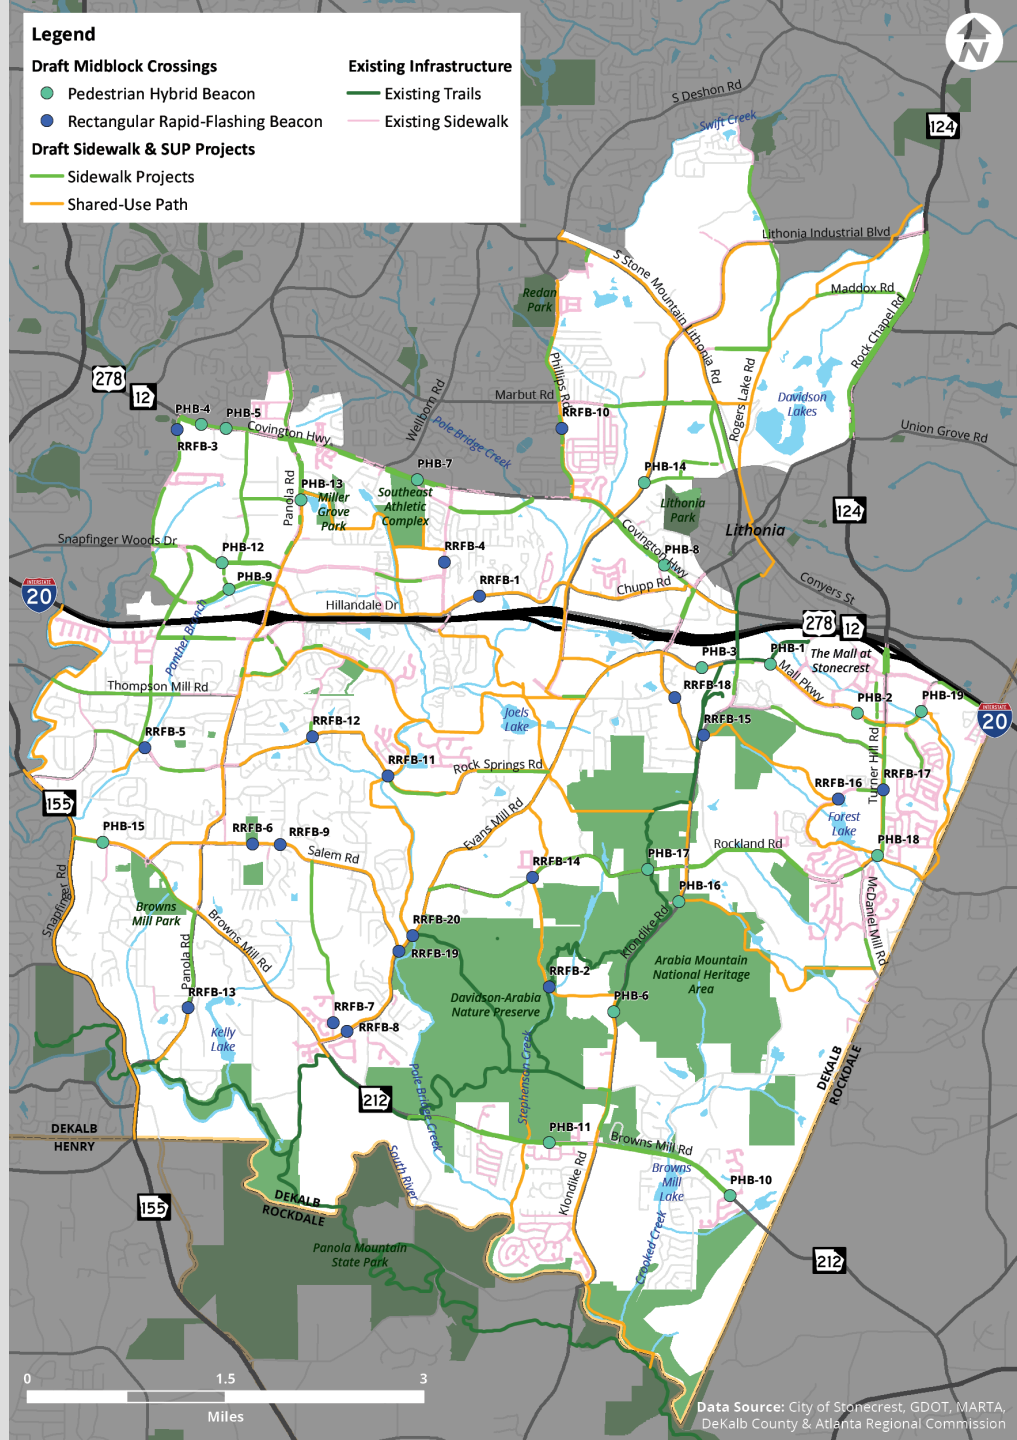 Legend
Draft Midblock Crossings
Pedestrian Hybrid Beacon
Rectangular Rapid-Flashing Beacon
Draft Sidewalk & SUP Projects
Sidewalk Projects
Shared-Use Path
Existing Infrastructure
Existing Trails
Existing Sidewalk
N
S Deshon Rd
Swift Creek
124
Lithonia Industrial Blvd
S Stone Mountain Lithonia Rd
Maddox Rd
Rock Chapel Rd
Redan
Park
Phillips Rd
Rogers Lake Rd
278
12
Marbut Rd
Wellborn Rd
Davidson
Lakes
PHB-4
PHB-5
RRFB-10
RRFB-3
Covington Hwy
Pole Bridge Creek
Union Grove Rd
PHB-7
PHB-14
Panola Rd
PHB-13
Miller
Grove
Park
Southeast
Athletic
Complex
Lithonia
Park
124
Lithonia
Snapfinger Woods Dr
PHB-12
RRFB-4
Covington Hwy
PHB-8
PHB-9
RRFB-1
Chupp Rd
Conyers St
INTERSTATE
20
Hillandale Dr
Panther Branch
278
12
PHB-3
PHB-1
The Mall at
Stonecrest
Mall Pkwy
Thompson Mill Rd
RRFB-18
PHB-2
PHB-19
INTERSTATE
20
RRFB-12
Joels
Lake
RRFB-15
RRFB-5
Turner Hill Rd
RRFB-11
Rock Springs Rd
RRFB-16
RRFB-17
155
Evans Mill Rd
Forest
Lake
PHB-15
RRFB-6
RRFB-9
Salem Rd
RRFB-14
PHB-17
Rockland Rd
PHB-18
Snapfinger Rd
PHB-16
McDaniel Mill Rd
Browns
Mill Park
Browns Mill Rd
RRFB-20
Klondike Rd
Panola Rd
RRFB-19
Arabia Mountain
National Heritage
Area
RRFB-2
RRFB-13
Davidson-Arabia
Nature Preserve
PHB-6
RRFB-7
RRFB-8
Kelly
Lake
Stephenson Creek
DEKALB
ROCKDALE
Pole Bridge Creek
212
DEKALB
HENRY
PHB-11
Browns Mill Rd
South River
Klondike Rd
Browns
Mill
Lake
PHB-10
DEKALB
ROCKDALE
155
Crooked Creek
Panola Mountain
State Park
212
0
1.5
3
Miles
Data Source: City of Stonecrest, GDOT, MARTA,
DeKalb County & Atlanta Regional Commission